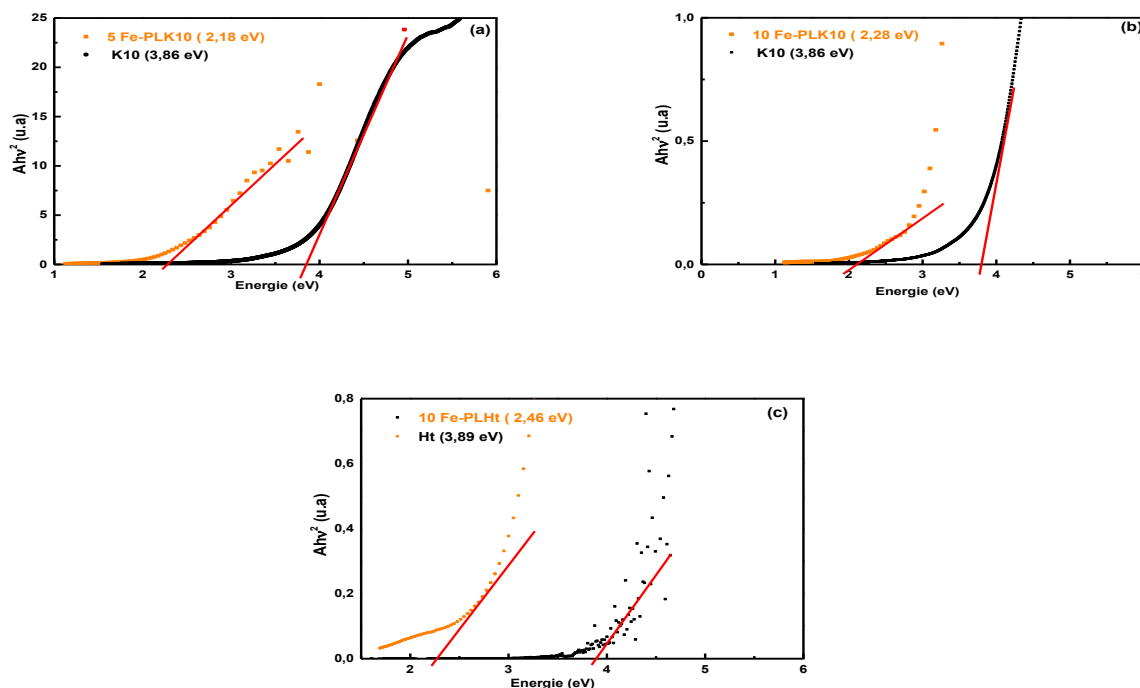 25
20
15
10
5
0
Ahv² (u.a)
5 Fe-PLK10 ( 2,18 eV)
K10 (3,86 eV)
(a)
1 2 3 4 5 6
Energie (eV)
1,0
0,5
0,0
Ahv² (u.a)
10 Fe-PLK10 ( 2,28 eV)
K10 (3,86 eV)
(b)
0 1 2 3 4 5
Energie (eV)
0,8
0,6
0,4
0,2
0,0
Ahv² (u.a)
10 Fe-PLHt ( 2,46 eV)
Ht (3,89 eV)
(c)
2 3 4 5 6
Energie (eV)